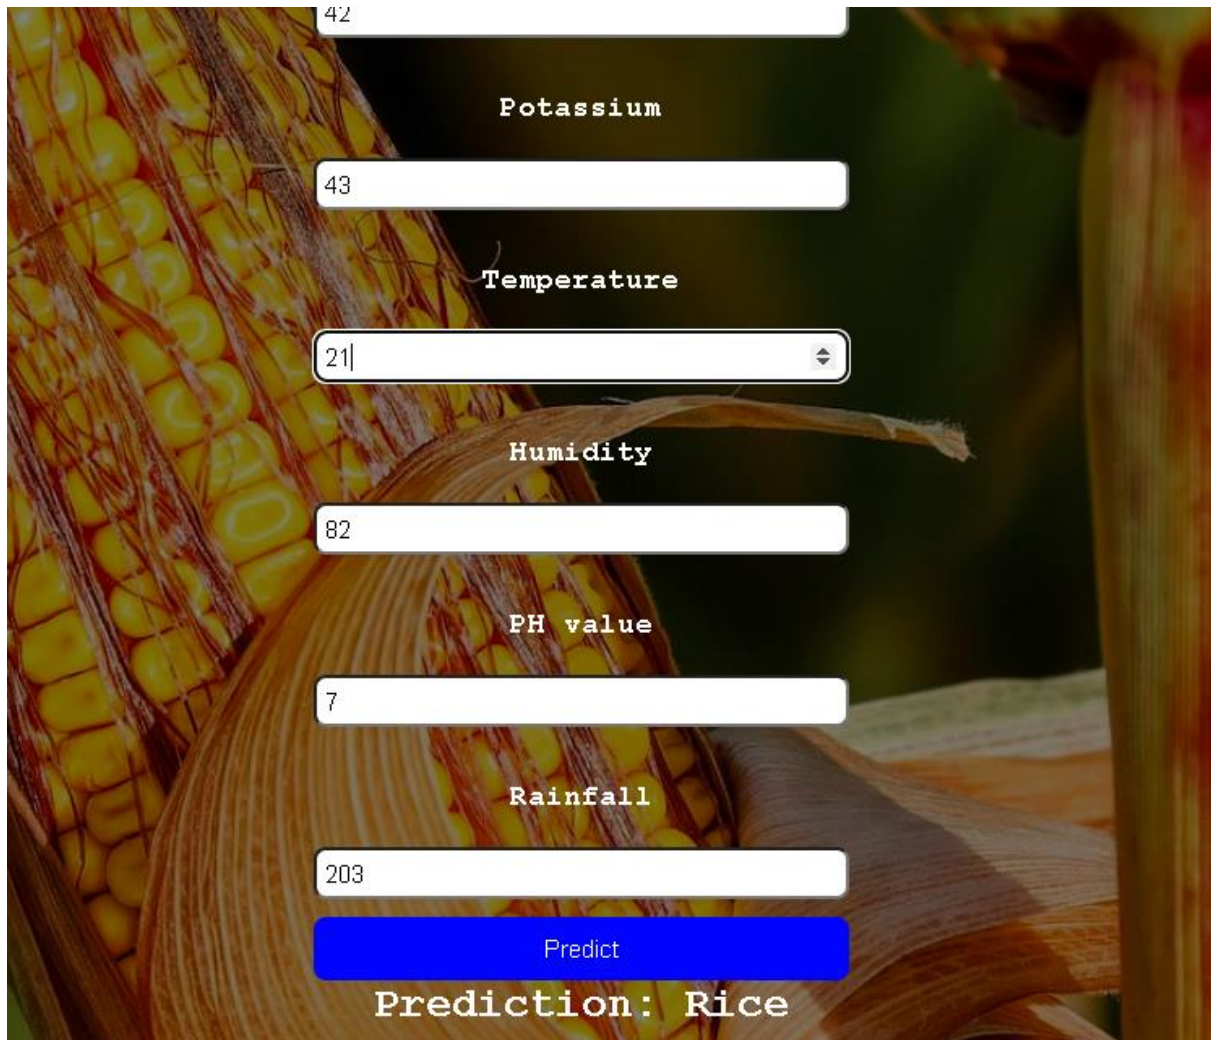 42
Potassium
43
Temperature
21
Humidity
82
PH value
7
Rainfall
203
Predict
Prediction: Rice